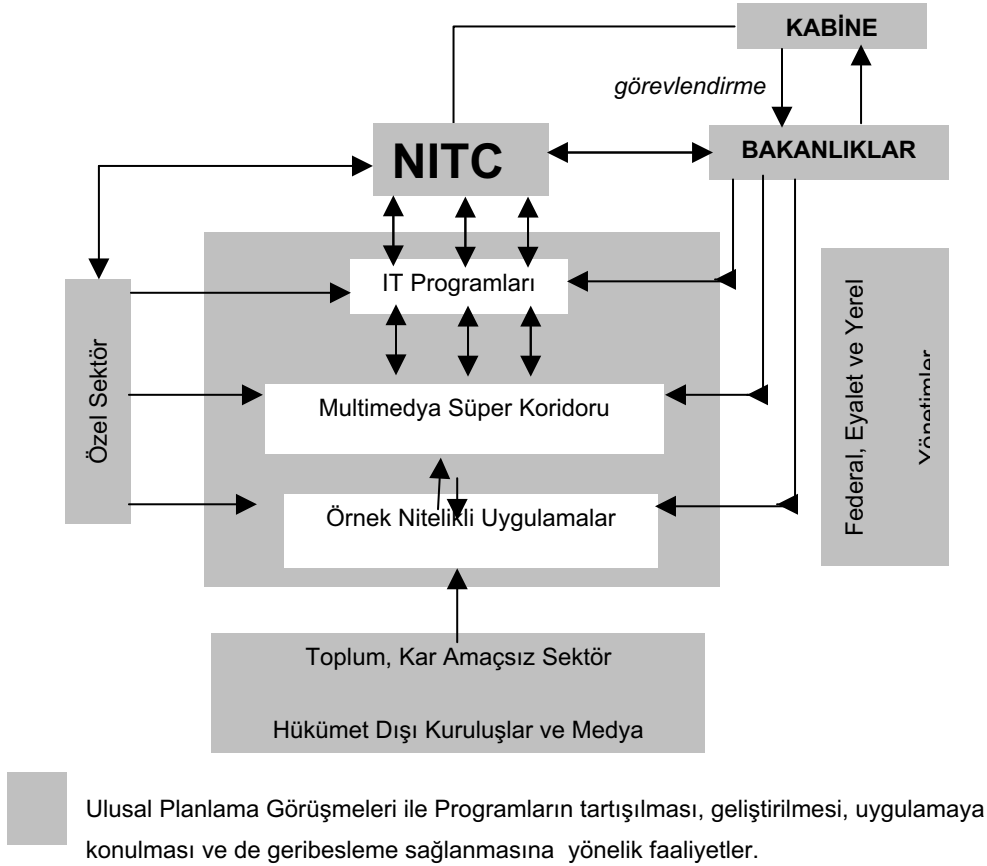 KABİNE
görevlendirme
NITC
BAKANLIKLAR
IT Programları
Özel Sektör
Multimedya Süper Koridoru
Federal, Eyalet ve Yerel
Yönetimler
Örnek Nitelikli Uygulamalar
Toplum, Kar Amaçsız Sektör
Hükümet Dışı Kuruluşlar ve Medya
Ulusal Planlama Görüşmeleri ile Programların tartışılması, geliştirilmesi, uygulamaya
konulması ve de geribesleme sağlanmasına yönelik faaliyetler.